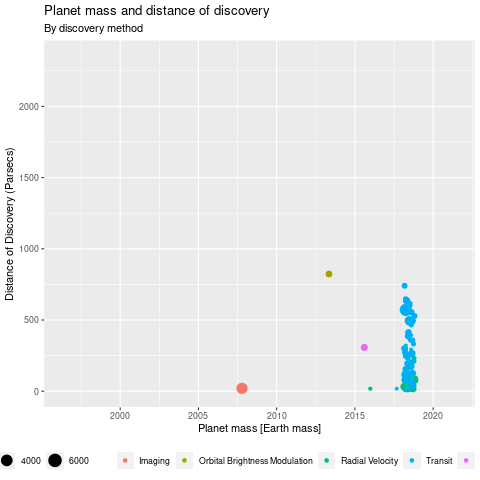 Planet mass and distance of discovery
By discovery method
Distance of Discovery (Parsecs)
2000
1500
1000
500
0
2000 2005 2010 2015 2020
Planet mass [Earth mass]
4000 6000 Imaging Orbital Brightness Modulation Radial Velocity Transit